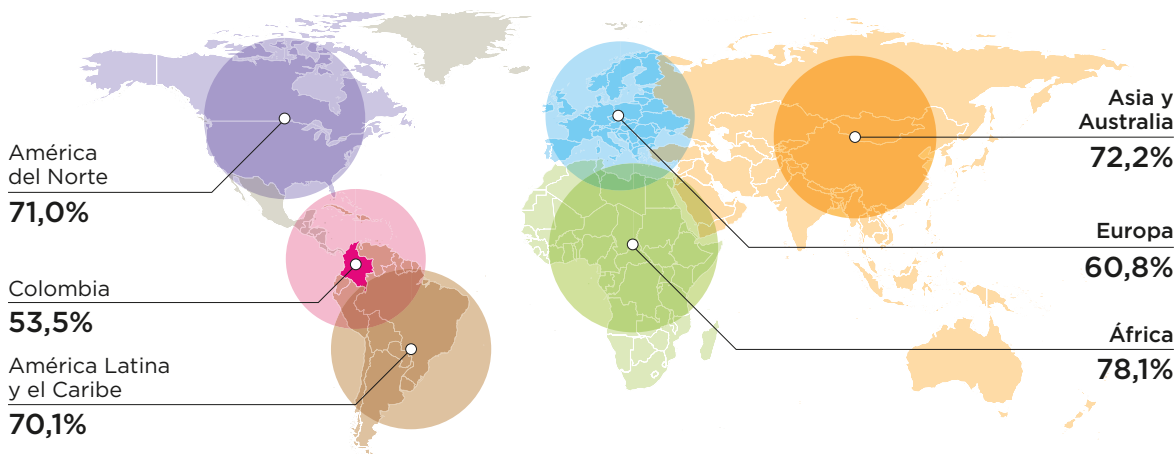 América
del Norte
71,0%
Colombia
53,5%
América Latina
y el Caribe
70,1%
Asia y
Australia
72,2%
Europa
60,8%
África
78,1%